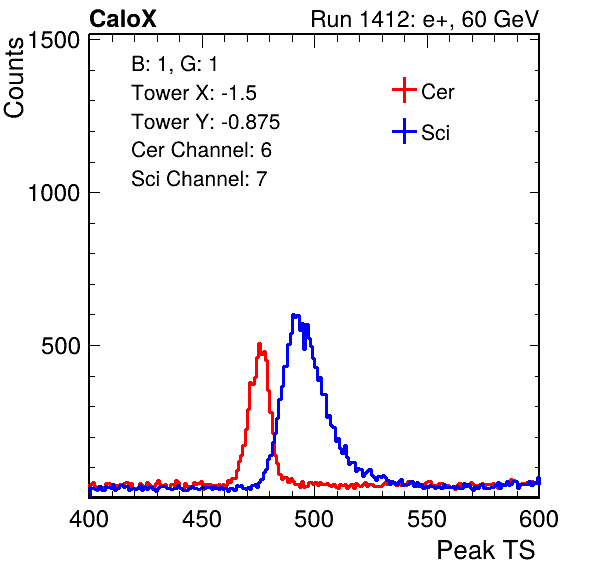 CaloX Run 1412: e+, 60 GeV
Counts
1500
1000
500
B: 1, G: 1
Tower X: -1.5
Tower Y: -0.875
Cer Channel: 6
Sci Channel: 7
Cer
Sci
400 450 500 550 600
Peak TS